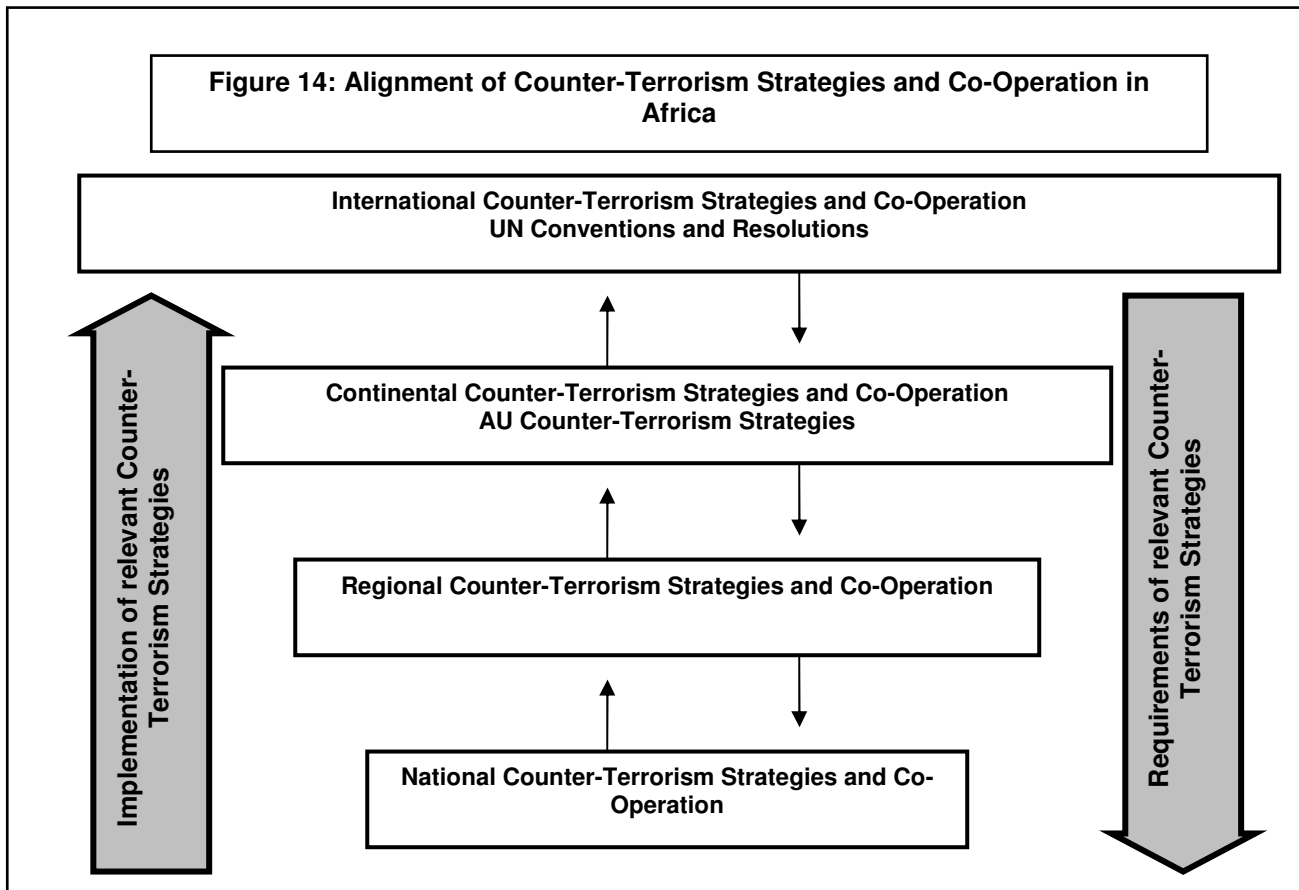 Figure 14: Alignment of Counter-Terrorism Strategies and Co-Operation in
Africa
International Counter-Terrorism Strategies and Co-Operation
UN Conventions and Resolutions
Implementation of relevant Counter-
Terrorism Strategies
Continental Counter-Terrorism Strategies and Co-Operation
AU Counter-Terrorism Strategies
Regional Counter-Terrorism Strategies and Co-Operation
National Counter-Terrorism Strategies and Co-
Operation
Requirements of relevant Counter-
Terrorism Strategies